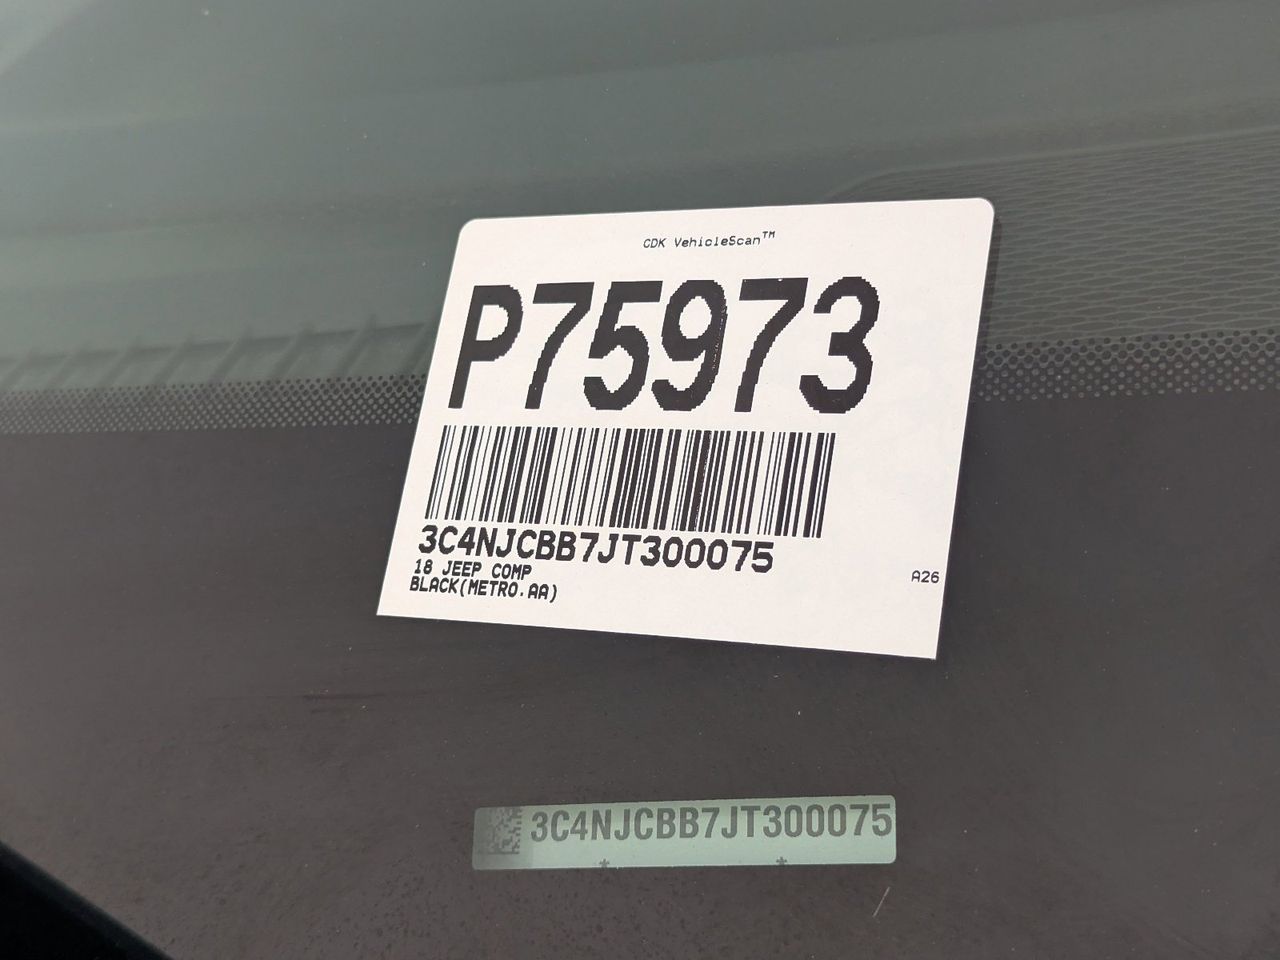 CDK VehicleScan™
P75973
3C4NJCBB7JT300075
18 JEEP COMP
BLACK(METRO.AA)
A26
3C4NJCBB7JT300075
* *